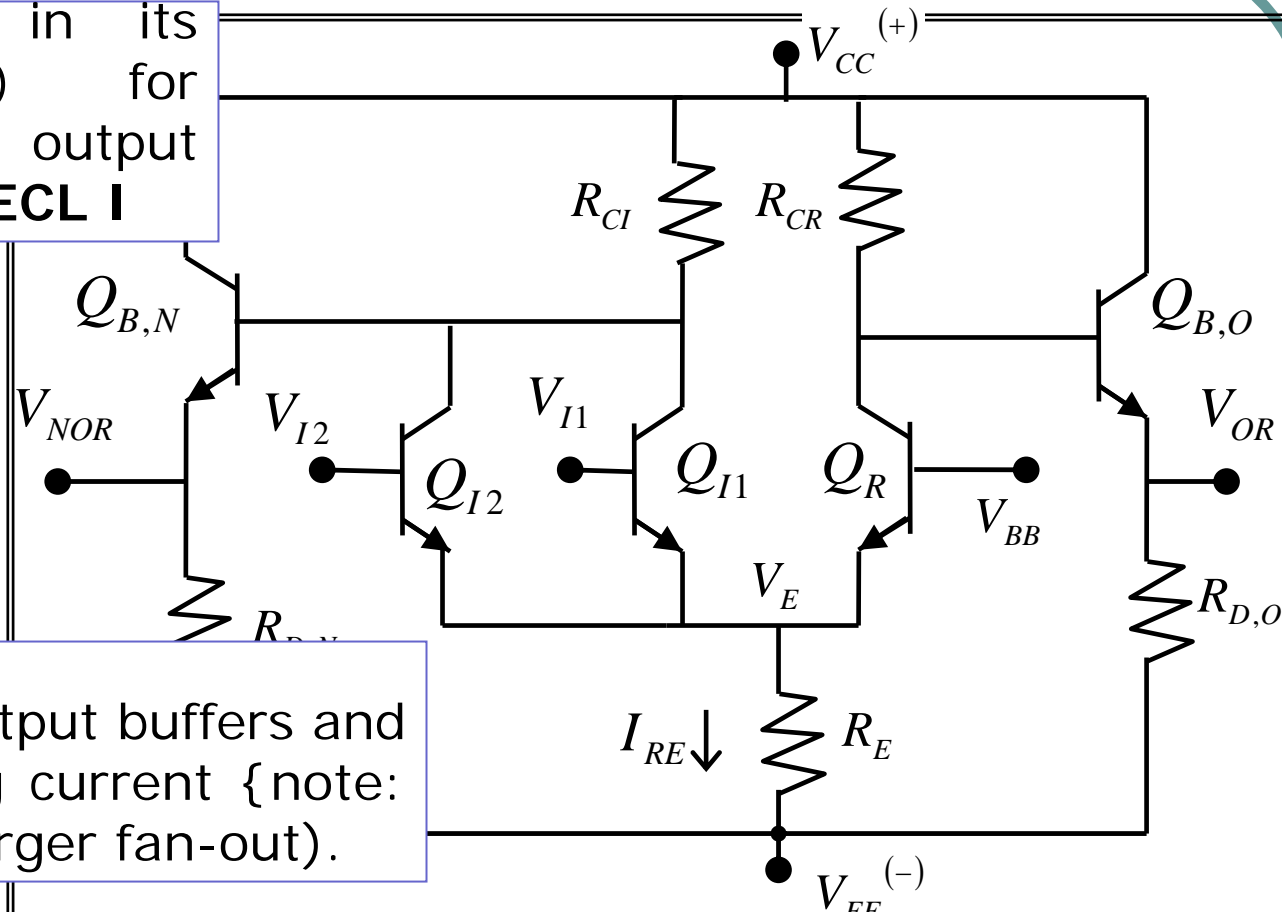 in its
) for
output
ECL I
V_CC^(+)
R_CI
R_CR
Q_B,N
Q_B,O
V_NOR
V_I2
V_I1
V_OR
Q_I2
Q_I1
Q_R
V_BB
V_E
R_D,O
tput buffers and
current {note:
rger fan-out).
I_RE
R_E
V_EE^(−)